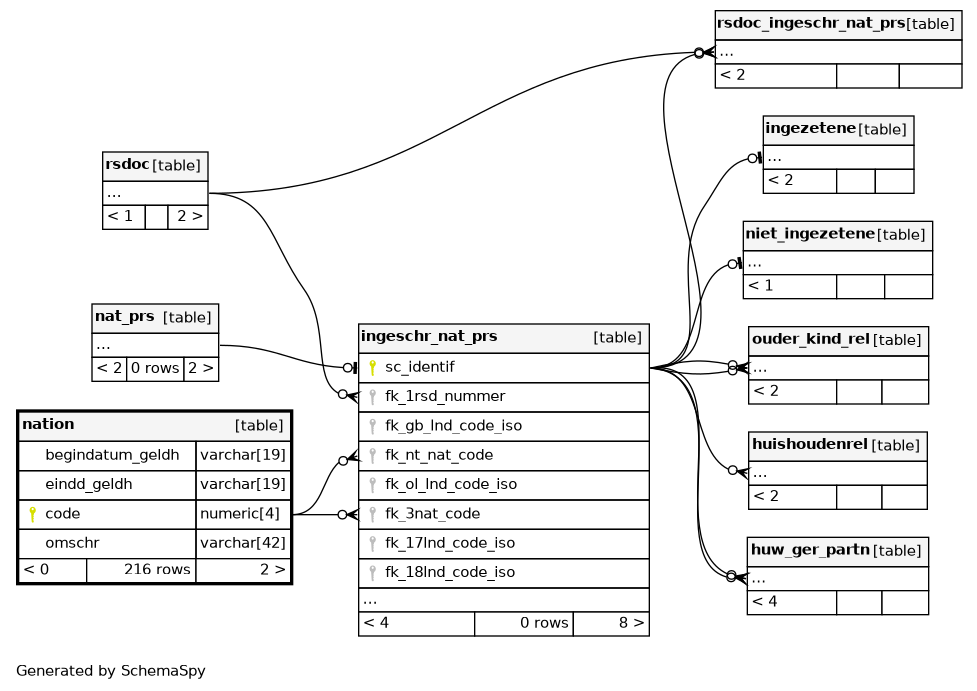 rsdoc_ingeschr_nat_prs [table]
...
< 2
ingezetene [table]
...
< 2
rsdoc [table]
...
< 1 2 >
niet_ingezetene [table]
...
< 1
nat_prs [table]
...
< 2 0 rows 2 >
ingeschr_nat_prs [table]
sc_identif
fk_1rsd_nummer
fk_gb_lnd_code_iso
fk_nt_nat_code
fk_ol_lnd_code_iso
fk_3nat_code
fk_17lnd_code_iso
fk_18lnd_code_iso
...
< 4 0 rows 8 >
ouder_kind_rel [table]
...
< 2
nation [table]
begindatum_geldh varchar[19]
eindd_geldh varchar[19]
code numeric[4]
omschr varchar[42]
< 0 216 rows 2 >
huishoudenrel [table]
...
< 2
huw_ger_partn [table]
...
< 4
Generated by SchemaSpy